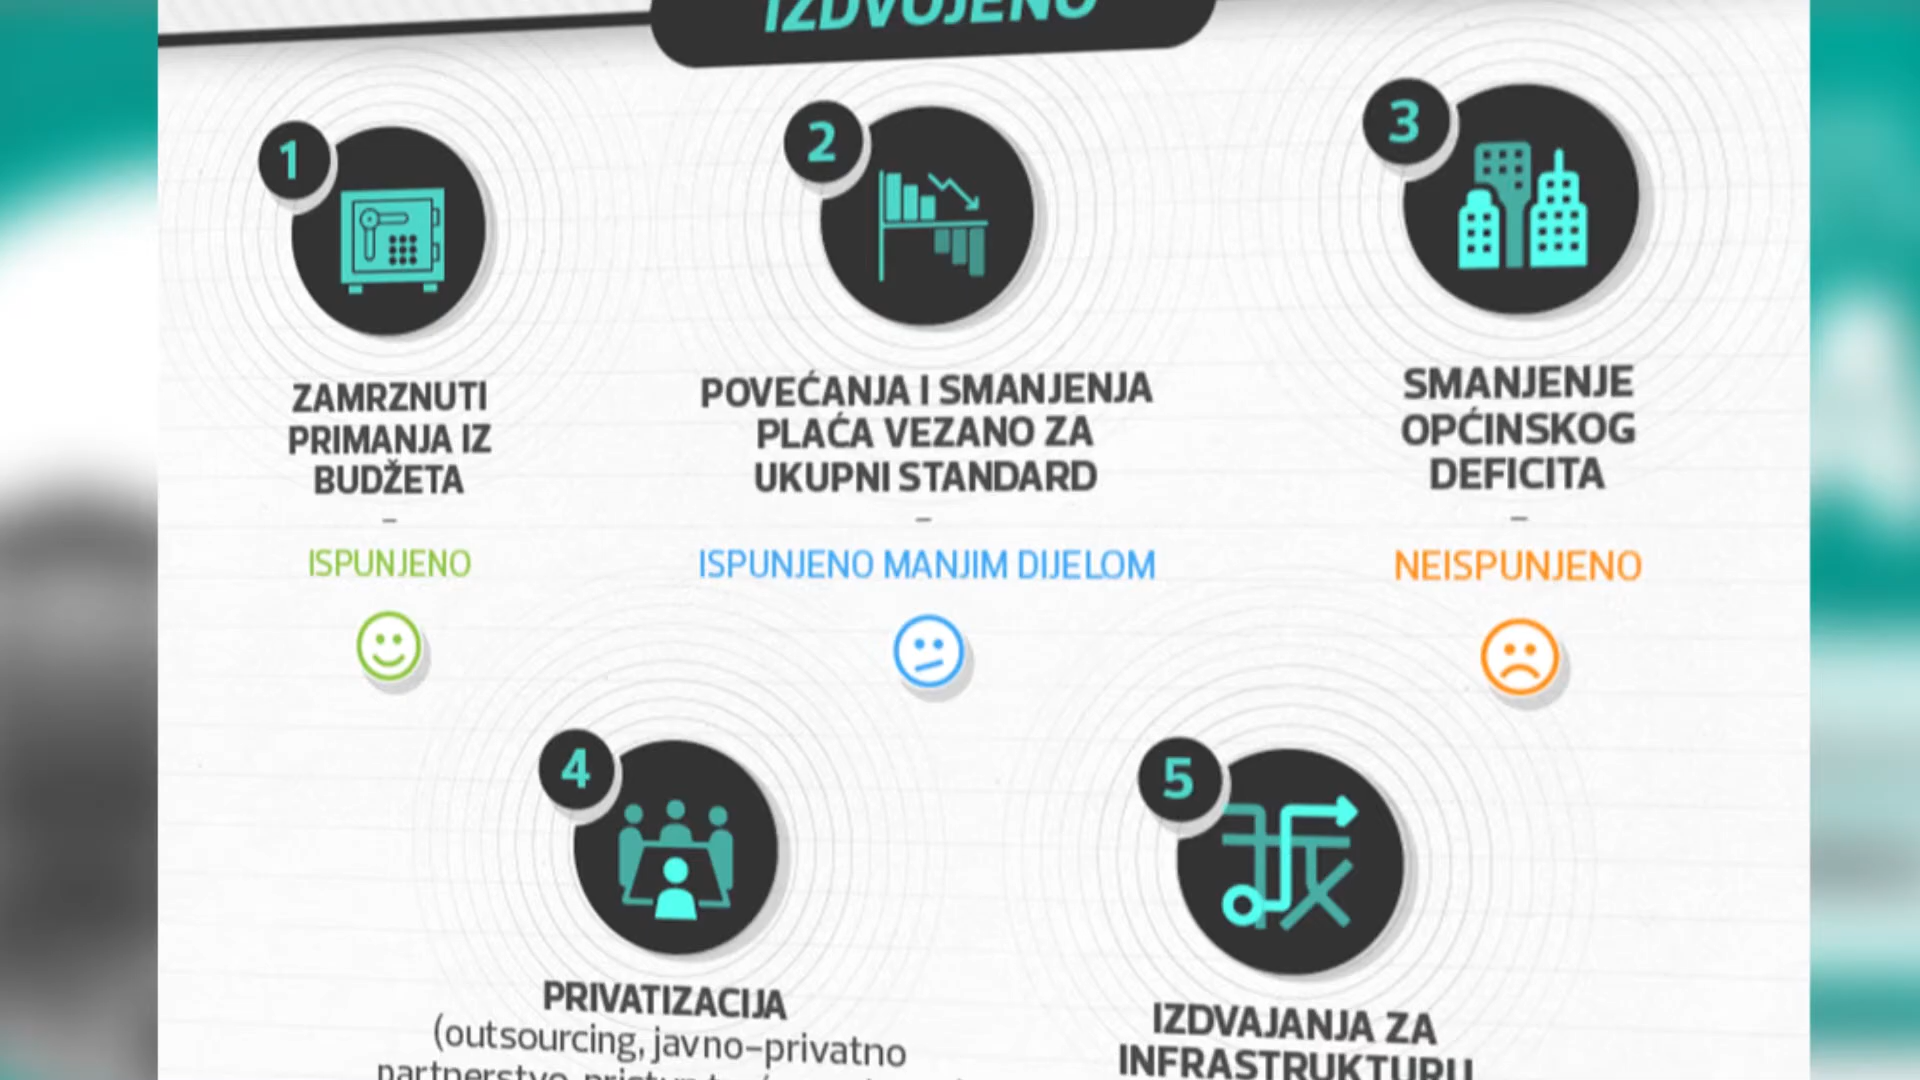 IZDVOJENO
1
ZAMRZNUTI
PRIMANJA IZ
BUDŽETA
–
ISPUNJENO
2
POVEĆANJA I SMANJENJA
PLAĆA VEZANO ZA
UKUPNI STANDARD
–
ISPUNJENO MANJIM DIJELOM
3
SMANJENJE
OPĆINSKOG
DEFICITA
–
NEISPUNJENO
4
PRIVATIZACIJA
(outsourcing, javno–privatno
partnerstvo,
5
IZDVAJANJA ZA
INFRASTRUKTURU